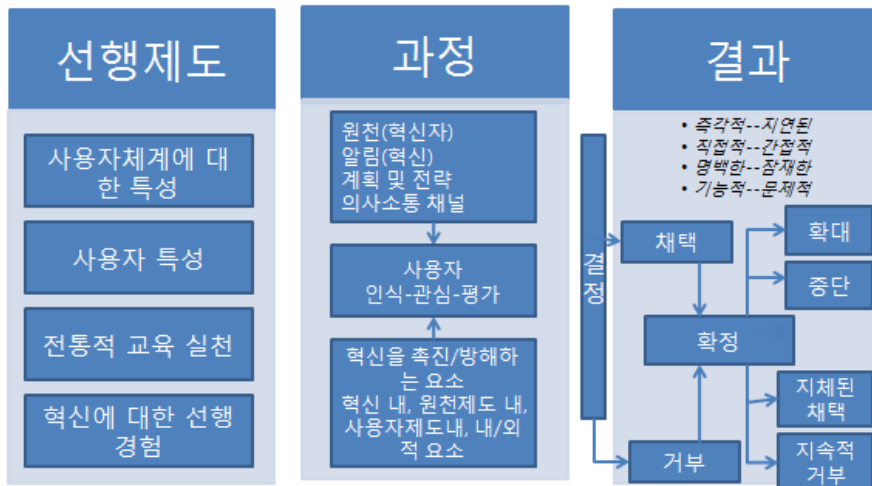 선행제도
사용자체계에 대
한 특성
사용자 특성
전통적 교육 실천
혁신에 대한 선행
경험
과정
원천(혁신자)
알림(혁신)
계획 및 전략
의사소통 채널
사용자
인식-관심-평가
혁신을 촉진/방해하
는 요소
혁신 내, 원천제도 내,
사용자제도내, 내/외
적 요소
결정
결과
• 즉각적--지연된
• 직접적--간접적
• 명백한--잠재한
• 기능적--문제적
채택
확정
거부
확대
중단
지체된
채택
지속적
거부